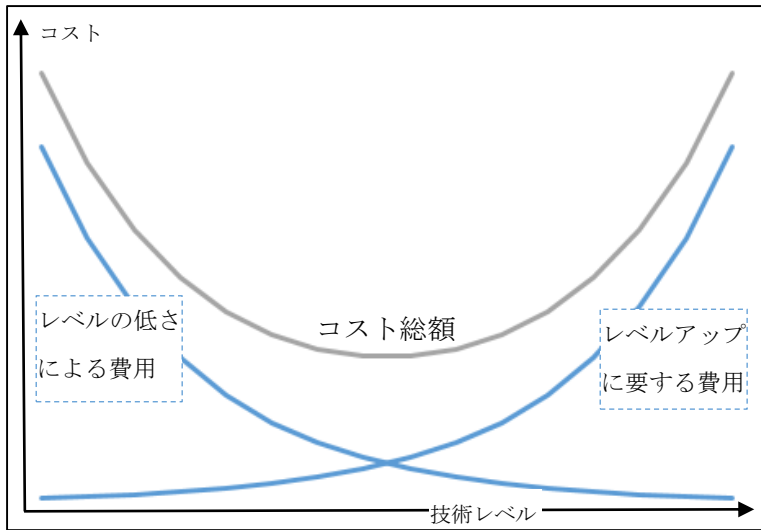 コスト
レベルの低さ
による費用
コスト総額
レベルアップ
に要する費用
技術レベル